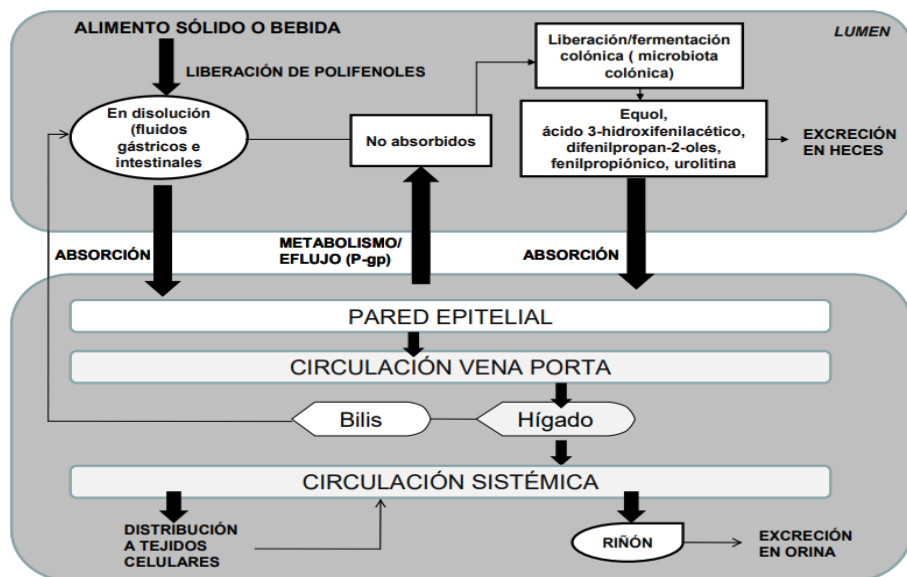 ALIMENTO SÓLIDO O BEBIDA
LUMEN
LIBERACIÓN DE POLIFENOLES
En disolución
(fluidos
gástricos e
intestinales
No absorbidos
Liberación/fermentación
colónica ( microbiota
colónica)
Equol,
ácido 3-hidroxifenilacético,
difenilpropan-2-oles,
fenilpropiónico, urolitina
EXCRECIÓN
EN HECES
ABSORCIÓN
METABOLISMO/
EFLUJO (P-gp)
ABSORCIÓN
PARED EPITELIAL
CIRCULACIÓN VENA PORTA
Bilis
Hígado
CIRCULACIÓN SISTÉMICA
DISTRIBUCIÓN
A TEJIDOS
CELULARES
RIÑÓN
EXCRECIÓN
EN ORINA